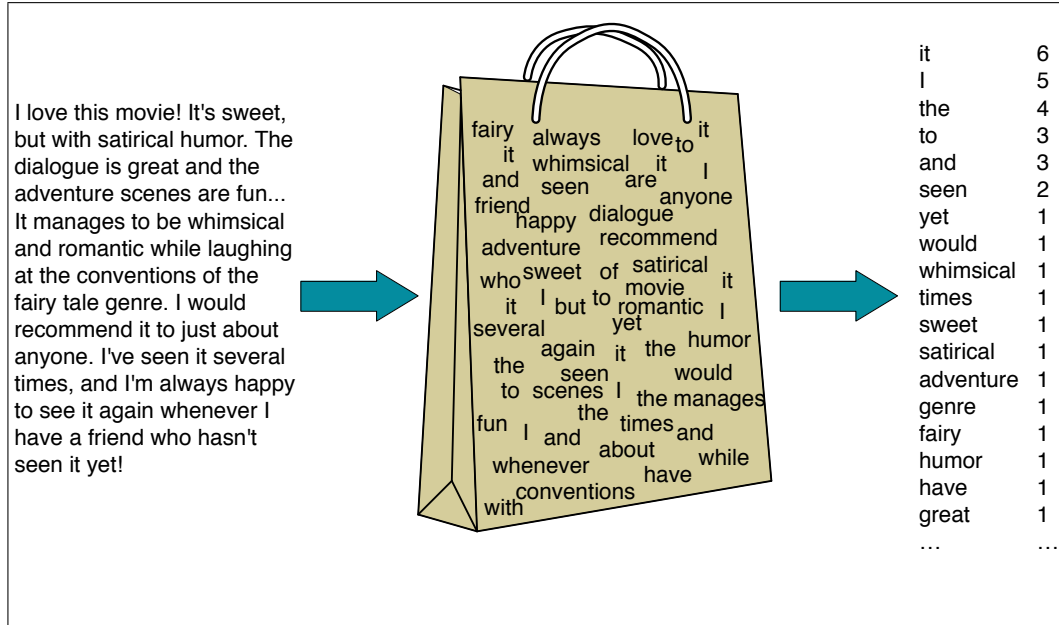 I love this movie! It's sweet,
but with satirical humor. The
dialogue is great and the
adventure scenes are fun...
It manages to be whimsical
and romantic while laughing
at the conventions of the
fairy tale genre. I would
recommend it to just about
anyone. I've seen it several
times, and I'm always happy
to see it again whenever I
have a friend who hasn't
seen it yet!
fairy always love to it
it whimsical it I
and seen are anyone
friend happy dialogue
adventure recommend
who sweet of satirical
it I but to movie romantic it I
several yet
again it the humor
the seen would
to scenes I the manages
fun I and the times and
about
whenever have while
conventions
with
it 6
I 5
the 4
to 3
and 3
seen 2
yet 1
would 1
whimsical 1
times 1
sweet 1
satirical 1
adventure 1
genre 1
fairy 1
humor 1
have 1
great 1
… …